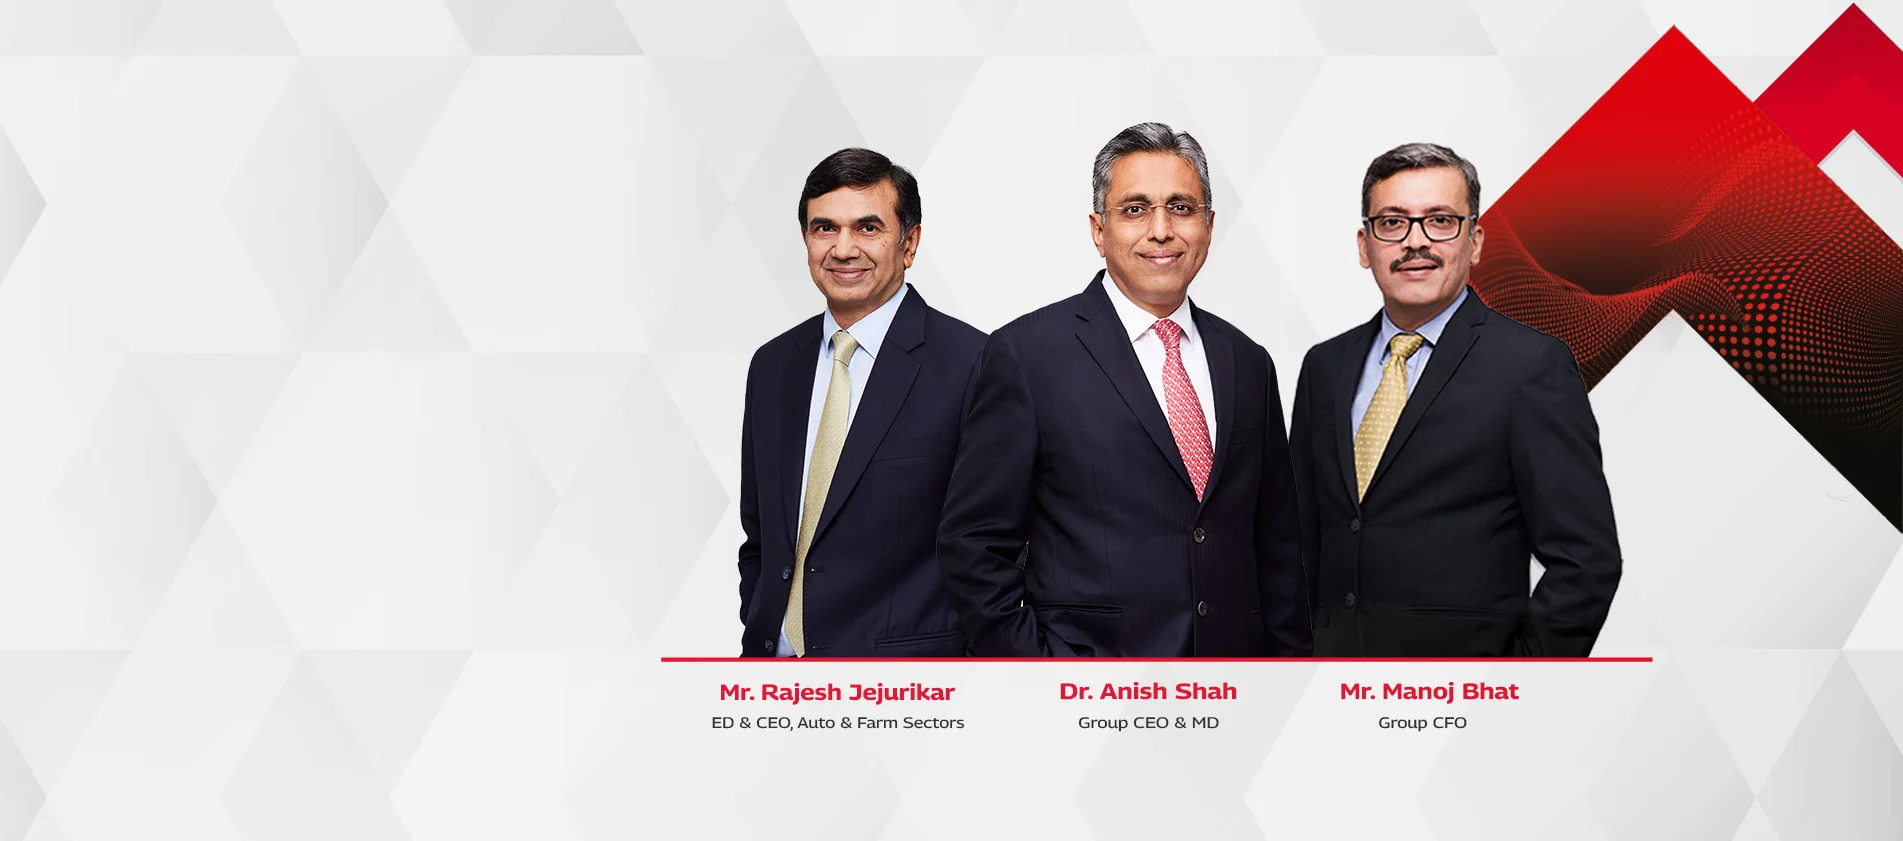 Mr. Rajesh Jejurikar
ED & CEO, Auto & Farm Sectors
Dr. Anish Shah
Group CEO & MD
Mr. Manoj Bhat
Group CFO